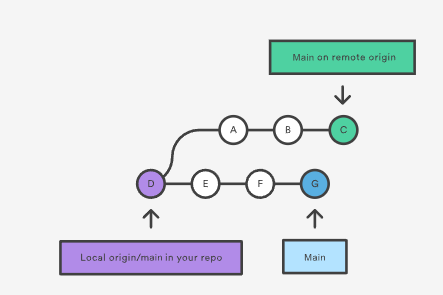 Main on remote origin
A B C
D E F G
Local origin/main in your repo
Main